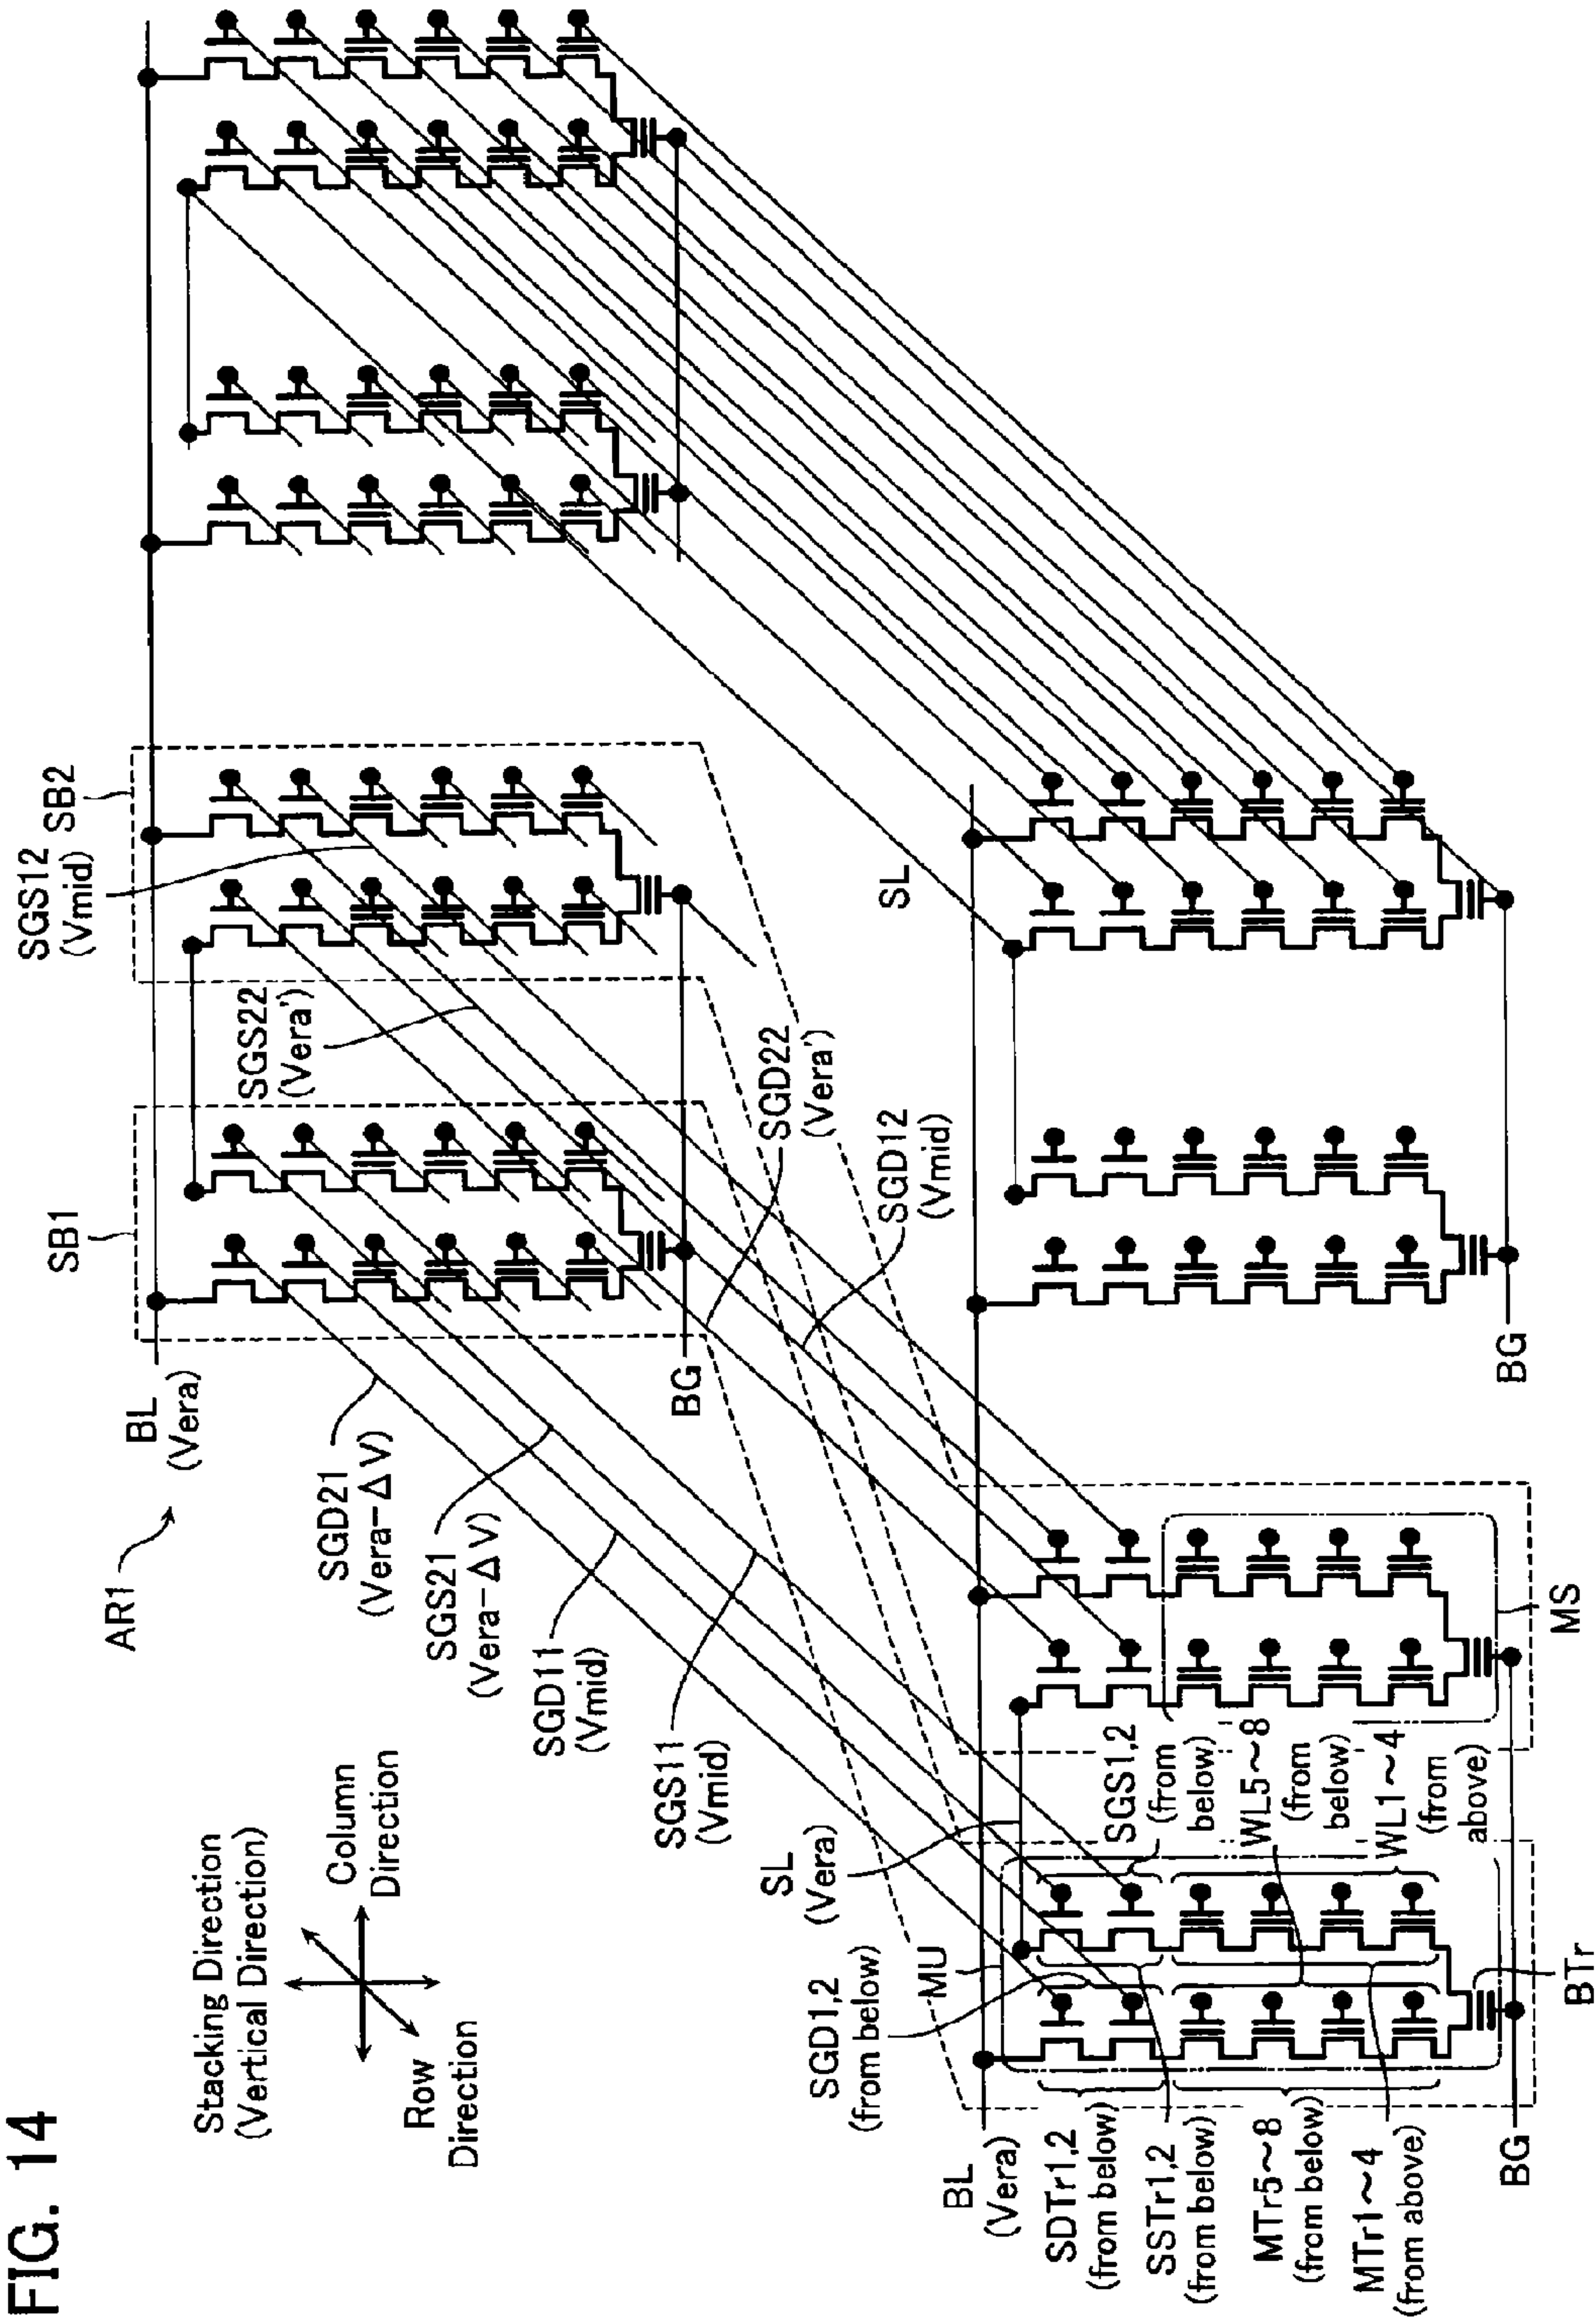 FIG. 14
Stacking Direction
(Vertical Direction)
Column
Direction
Row
Direction
AR1
BL
(Vera)
SB1
SB2
SGS12
(Vmid)
SGS22
(Vera')
SGD21
(Vera-ΔV)
SGS21
(Vera-ΔV)
SGD11
(Vmid)
SGS11
(Vmid)
BG
SGD22
(Vera')
SGD12
(Vmid)
SL
(Vera)
MU
SGD1,2
(from below)
SGS1,2
(from
below)
WL5~8
(from
below)
WL1~4
(from
above)
SL
BL
(Vera)
SDTr1,2
(from below)
SSTr1,2
(from below)
MTr5~8
(from below)
MTr1~4
(from above)
BG
BTr
MS
BG